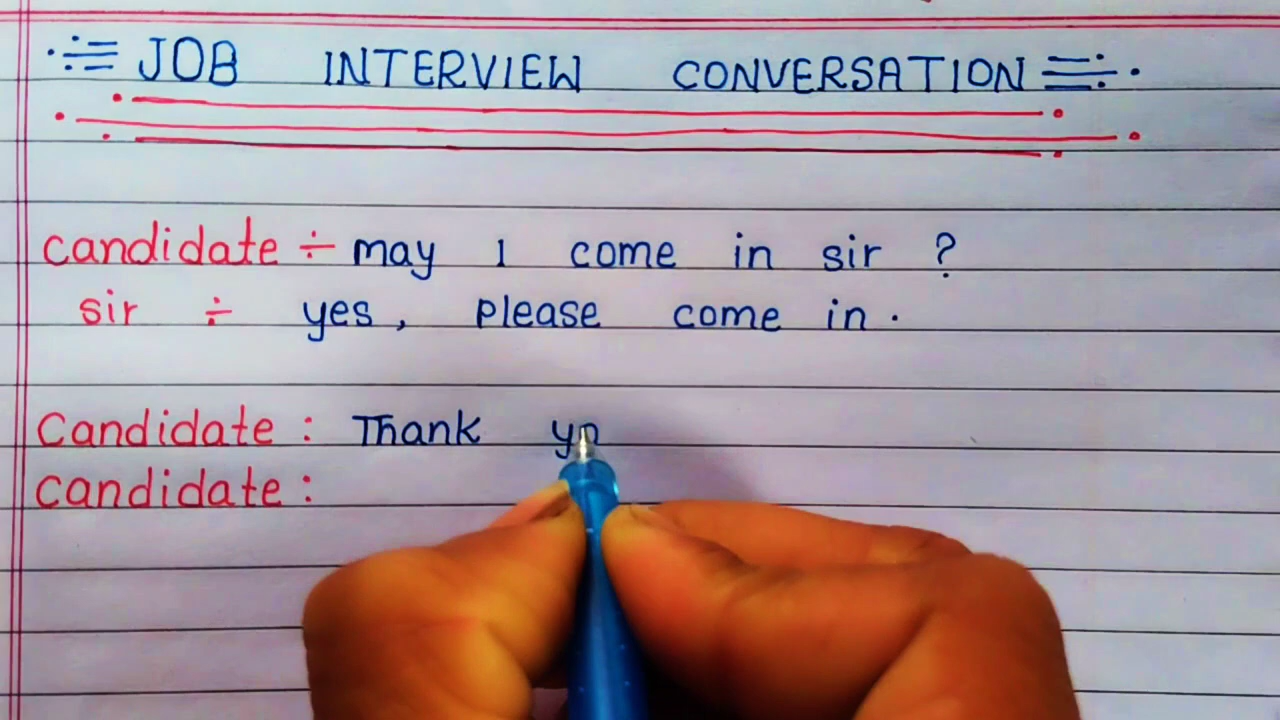 JOB INTERVIEW CONVERSATION
candidate ÷ may I come in sir ?
sir ÷ yes, please come in.
Candidate : Thank
candidate :